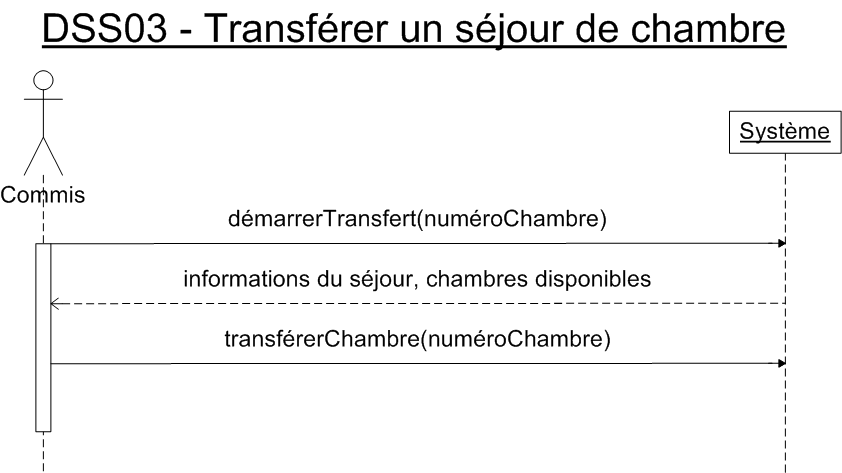 DSS03 - Transférer un séjour de chambre
Système
Commis
démarrerTransfert(numéroChambre)
informations du séjour, chambres disponibles
transférerChambre(numéroChambre)